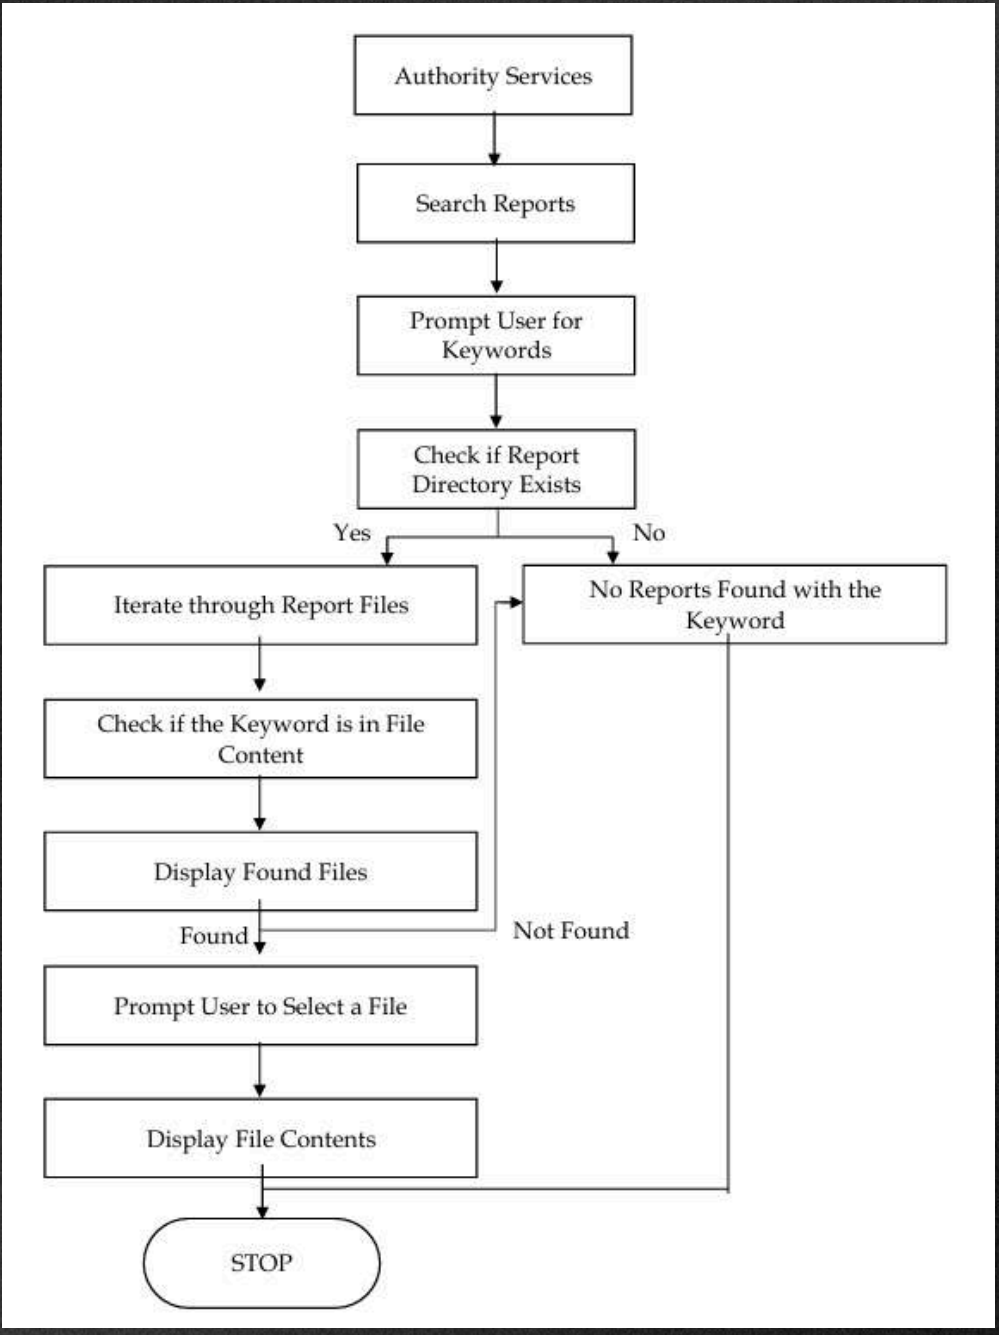 Authority Services
Search Reports
Prompt User for
Keywords
Check if Report
Directory Exists
Yes
No
Iterate through Report Files
No Reports Found with the
Keyword
Check if the Keyword is in File
Content
Display Found Files
Found
Not Found
Prompt User to Select a File
Display File Contents
STOP